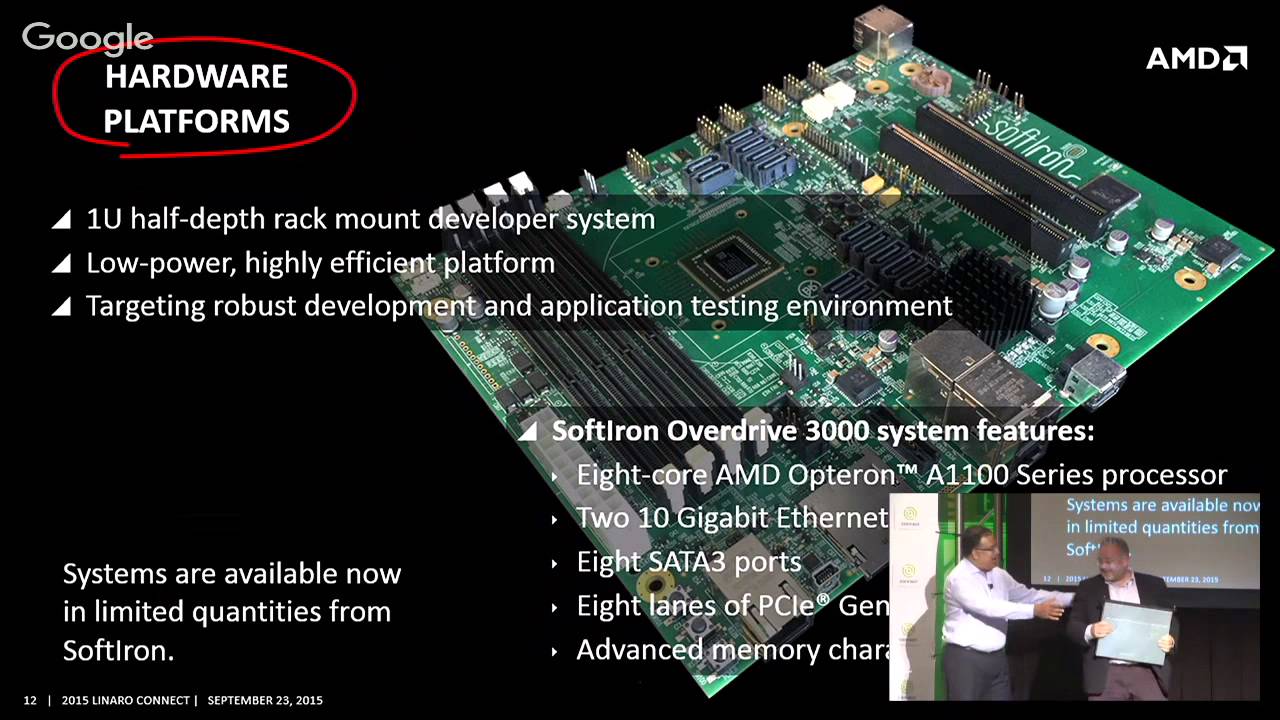 Google
AMD
HARDWARE
PLATFORMS
softIron
1U half-depth rack mount developer system
Low-power, highly efficient platform
Targeting robust development and application testing environment
SoftIron Overdrive 3000 system features:
Eight-core AMD Opteron™ A1100 Series processor
Two 10 Gigabit Ethernet
Eight SATA3 ports
Eight lanes of PCIe® Gen
Advanced memory chara
Systems are available now
in limited quantities from
SoftIron.
Systems are available now
in limited quantities from
12 | 2015 LINARO CONNECT | SEPTEMBER 23, 2015